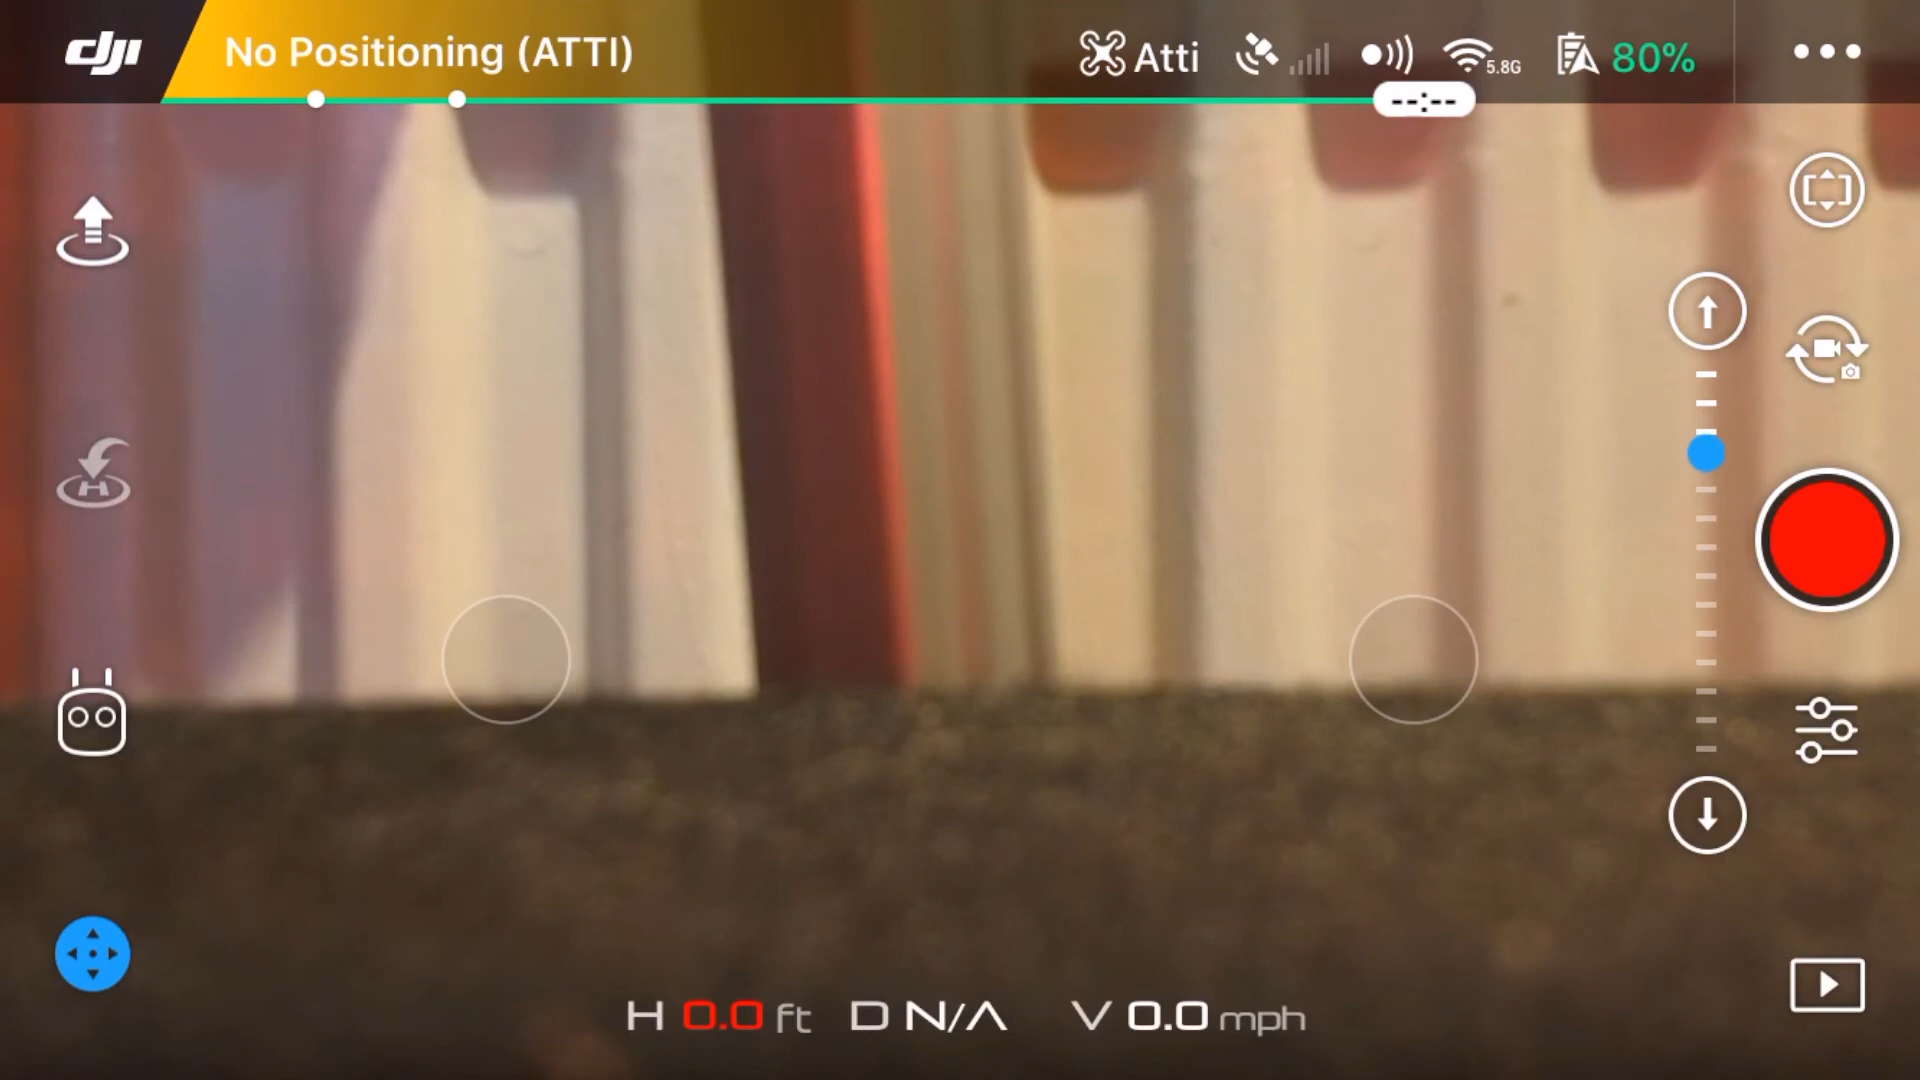 dji No Positioning (ATTI) Atti 5.8G 80%
--:--
H
H 0.0 ft D N/A V 0.0 mph